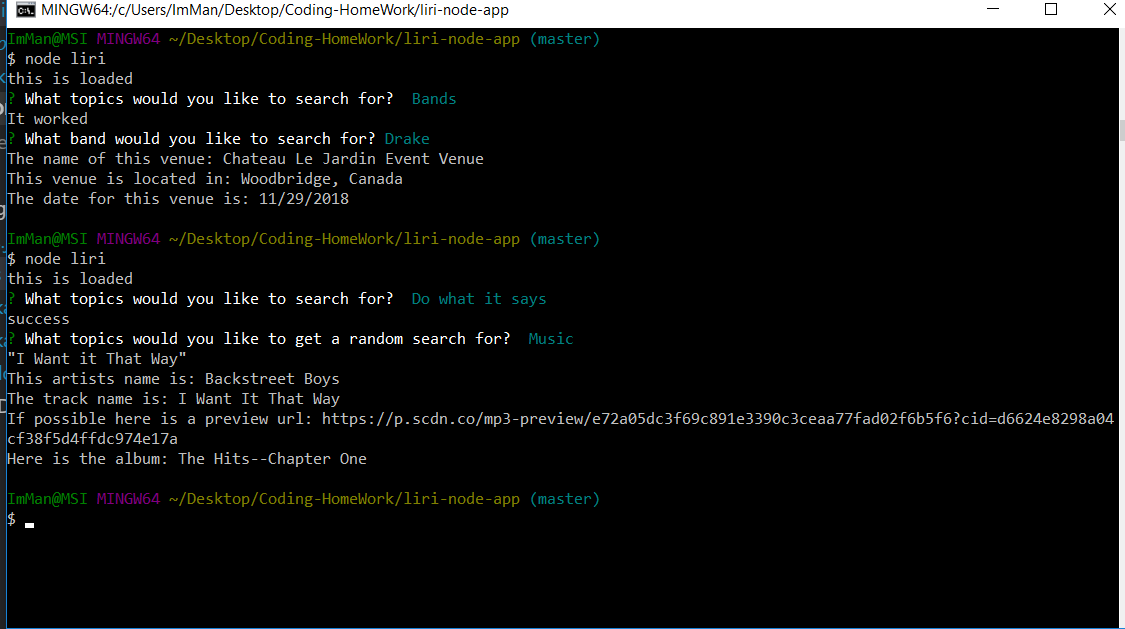 MINGW64:/c/Users/ImMan/Desktop/Coding-HomeWork/liri-node-app
ImMan@MSI MINGW64 ~/Desktop/Coding-HomeWork/liri-node-app (master)
$ node liri
this is loaded
? What topics would you like to search for?  Bands
It worked
? What band would you like to search for? Drake
The name of this venue: Chateau Le Jardin Event Venue
This venue is located in: Woodbridge, Canada
The date for this venue is: 11/29/2018
ImMan@MSI MINGW64 ~/Desktop/Coding-HomeWork/liri-node-app (master)
$ node liri
this is loaded
? What topics would you like to search for?  Do what it says
success
? What topics would you like to get a random search for?  Music
"I Want it That Way"
This artists name is: Backstreet Boys
The track name is: I Want It That Way
If possible here is a preview url: https://p.scdn.co/mp3-preview/e72a05dc3f69c891e3390c3ceaa77fad02f6b5f6?cid=d6624e8298a04
cf38f5d4ffdc974e17a
Here is the album: The Hits--Chapter One
ImMan@MSI MINGW64 ~/Desktop/Coding-HomeWork/liri-node-app (master)
$